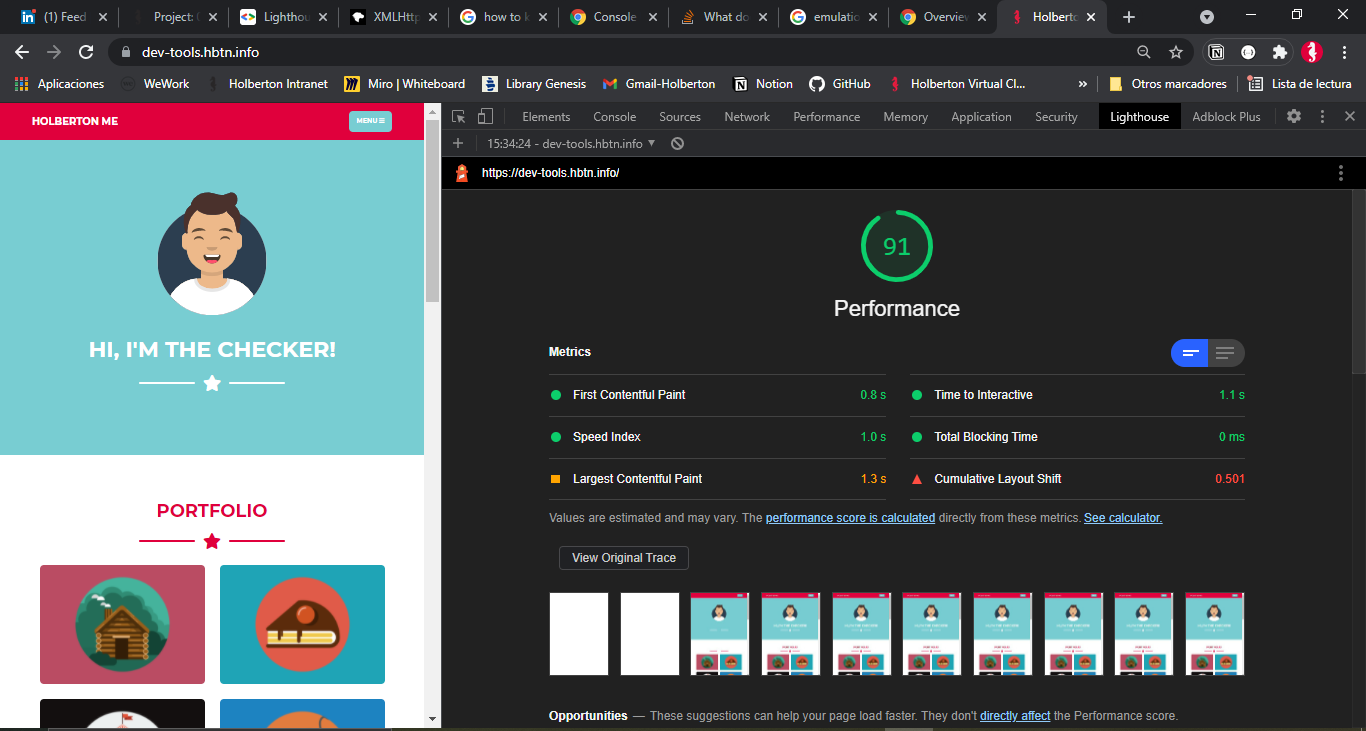 (1) Feed Project: Lighthou XMLHttp how to k Console What do emulatio Overview Holberto
dev-tools.hbtn.info
Aplicaciones WeWork Holberton Intranet Miro | Whiteboard Library Genesis Gmail-Holberton Notion GitHub Holberton Virtual Cl... » Otros marcadores Lista de lectura
HOLBERTON ME
MENU
HI, I'M THE CHECKER!
PORTFOLIO
Elements Console Sources Network Performance Memory Application Security Lighthouse Adblock Plus
15:34:24 - dev-tools.hbtn.info
https://dev-tools.hbtn.info/
91
Performance
Metrics
First Contentful Paint 0.8 s
Time to Interactive 1.1 s
Speed Index 1.0 s
Total Blocking Time 0 ms
Largest Contentful Paint 1.3 s
Cumulative Layout Shift 0.501
Values are estimated and may vary. The performance score is calculated directly from these metrics. See calculator.
View Original Trace
Opportunities — These suggestions can help your page load faster. They don't directly affect the Performance score.